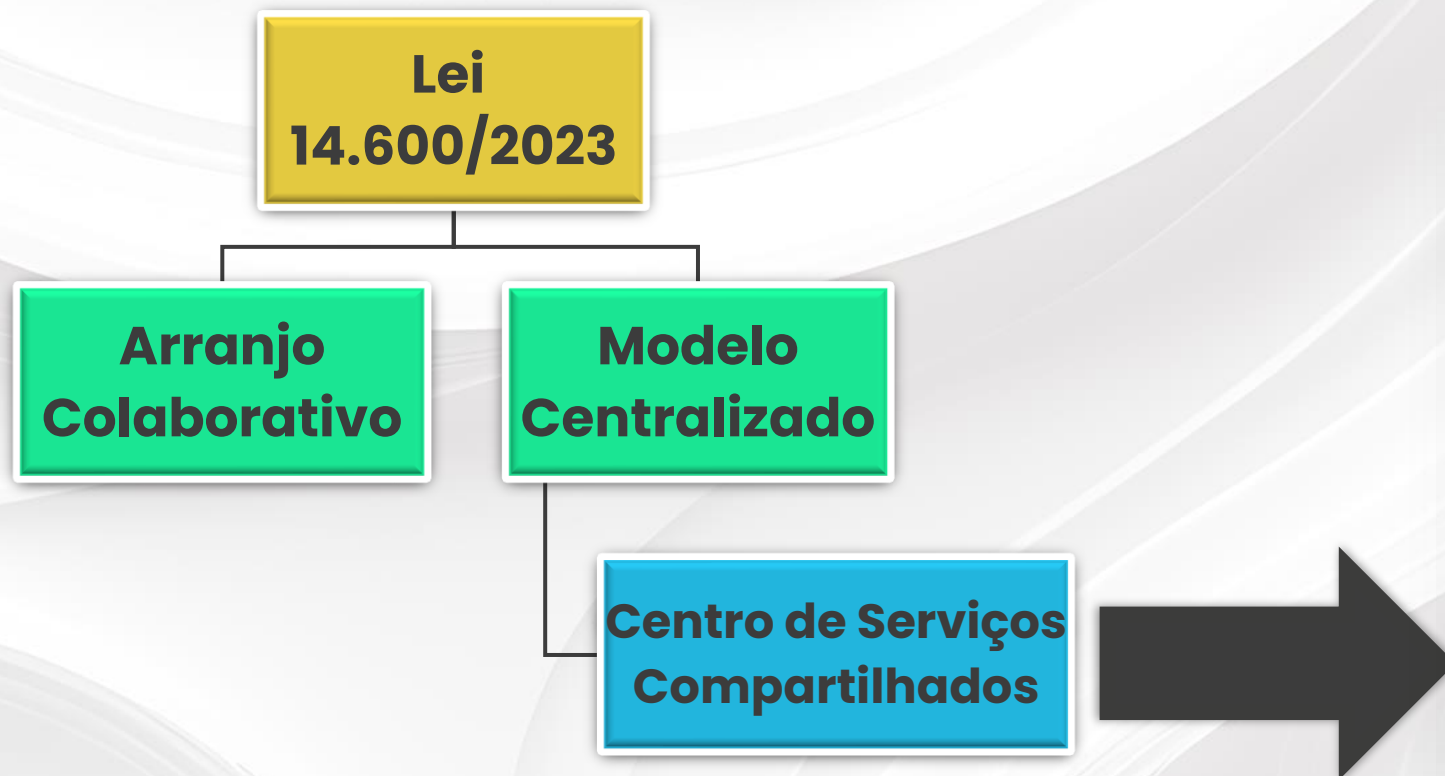 Lei
14.600/2023
Arranjo
Colaborativo
Modelo
Centralizado
Centro de Serviços
Compartilhados